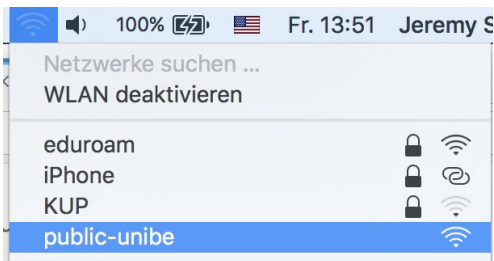 100% Fr. 13:51 Jeremy S
Netzwerke suchen ...
WLAN deaktivieren
eduroam
iPhone
KUP
public-unibe